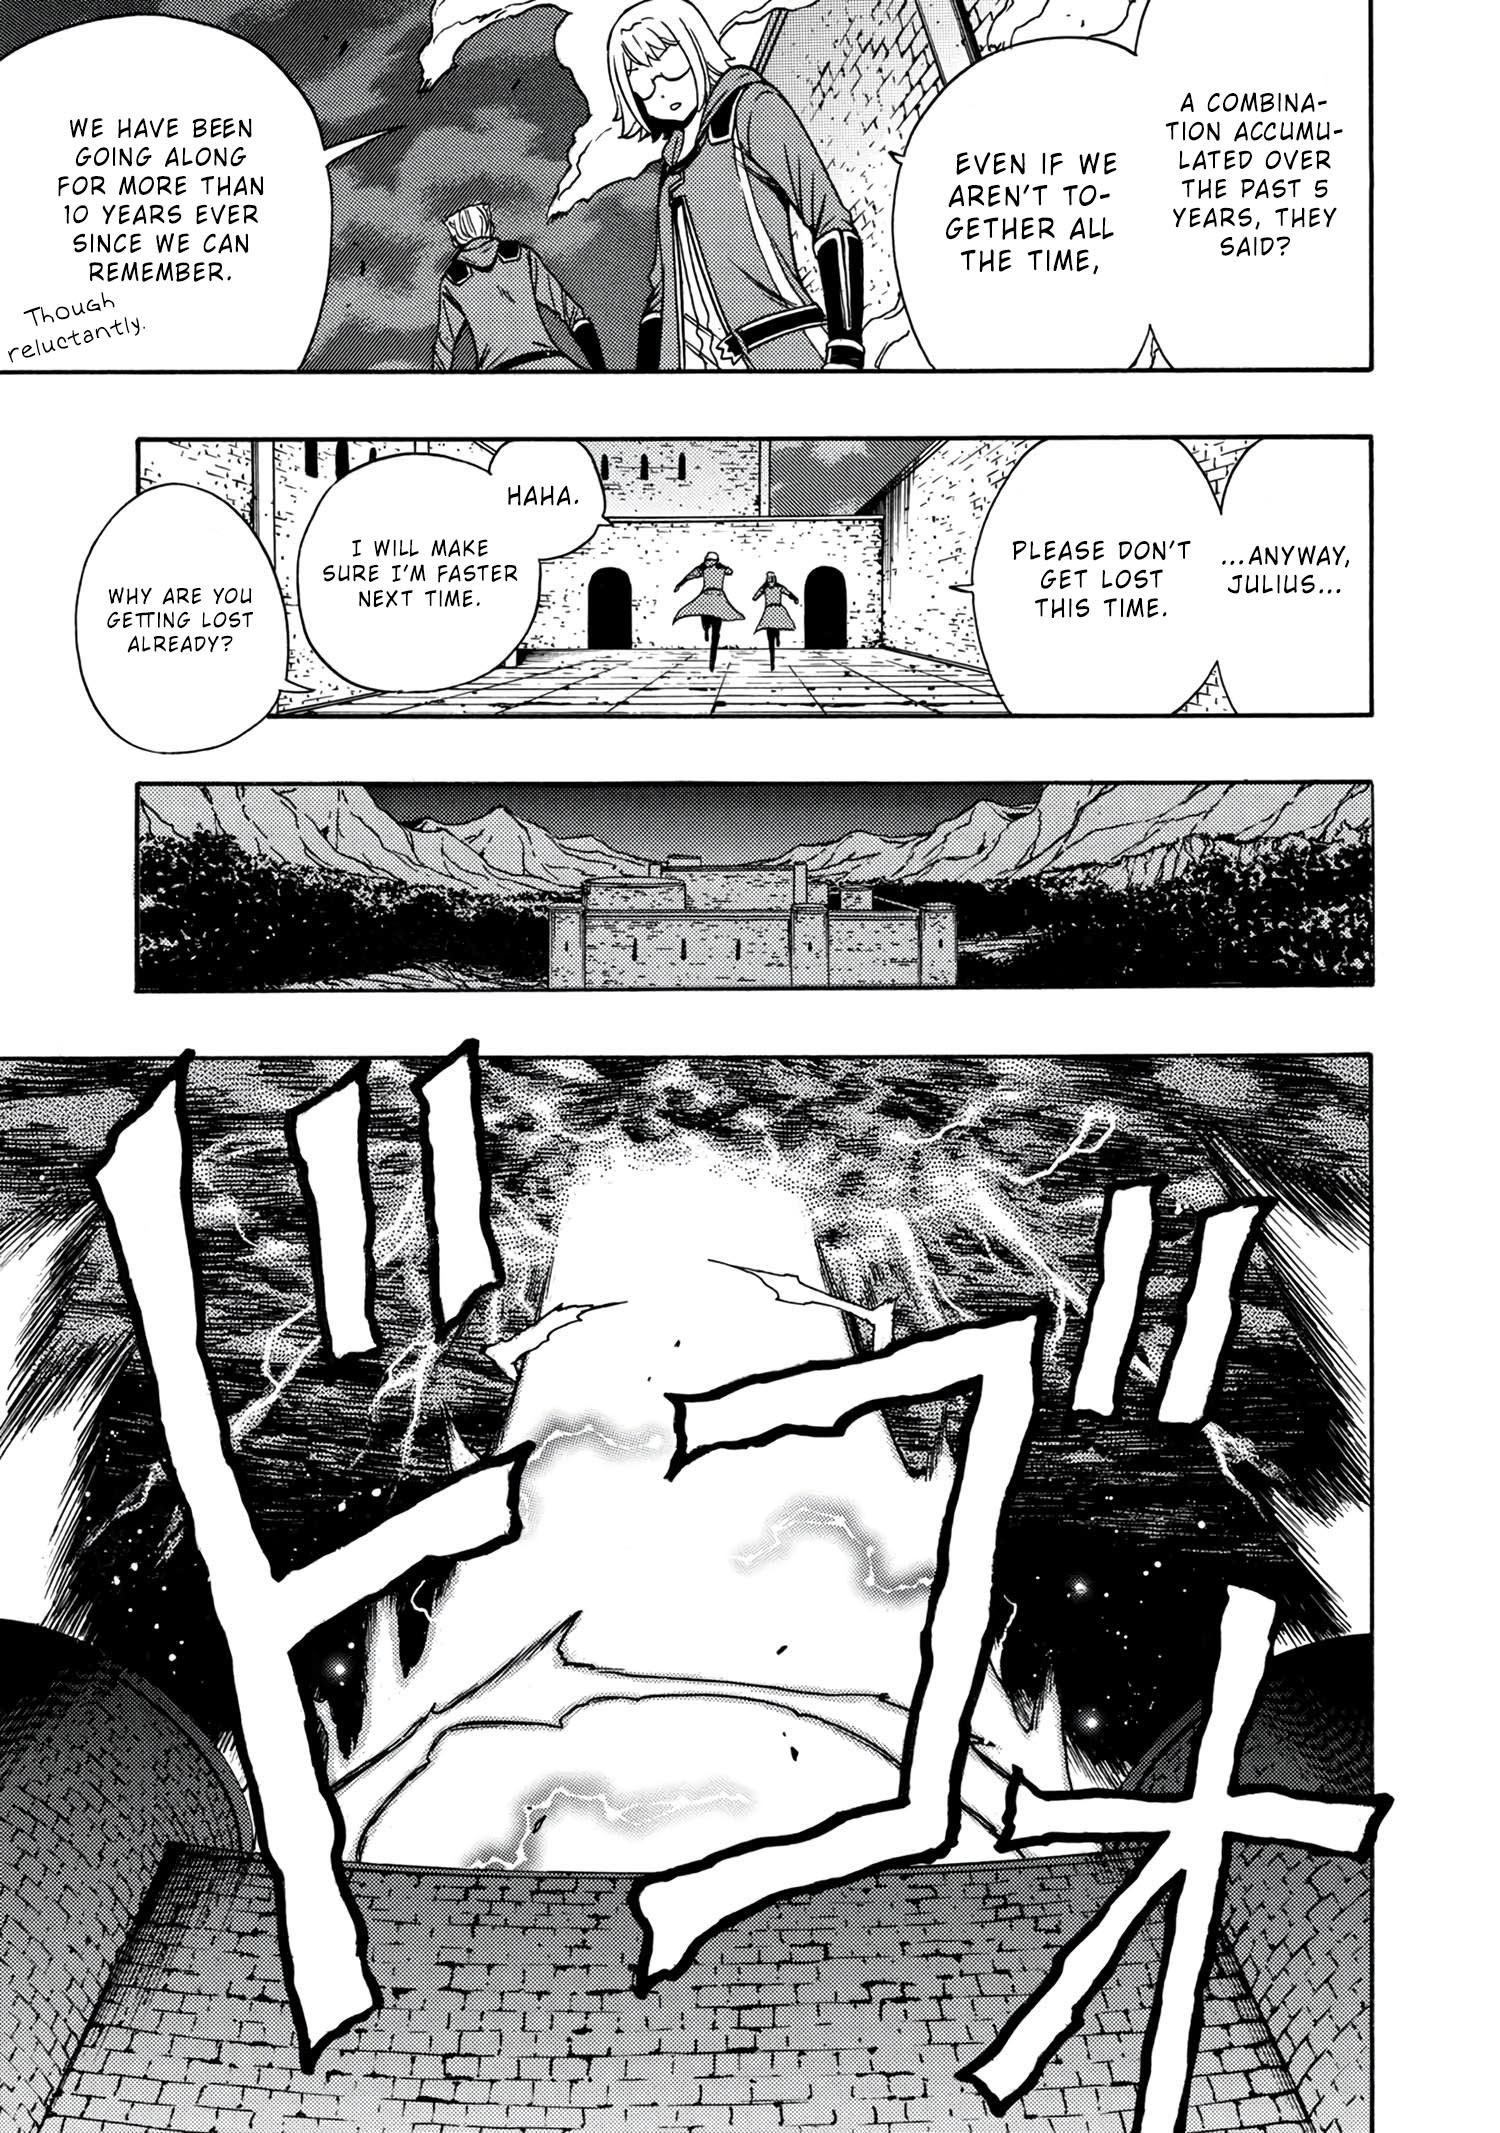 A COMBINA-
TION ACCUMU-
LATED OVER
THE PAST 5
YEARS, THEY
SAID?
EVEN IF WE
AREN'T TO-
GETHER ALL
THE TIME,
WE HAVE BEEN
GOING ALONG
FOR MORE THAN
10 YEARS EVER
SINCE WE CAN
REMEMBER.
Though
reluctantly.
...ANYWAY,
JULIUS...
PLEASE DON'T
GET LOST
THIS TIME.
HAHA.
I WILL MAKE
SURE I'M FASTER
NEXT TIME.
WHY ARE YOU
GETTING LOST
ALREADY?
ズゴド